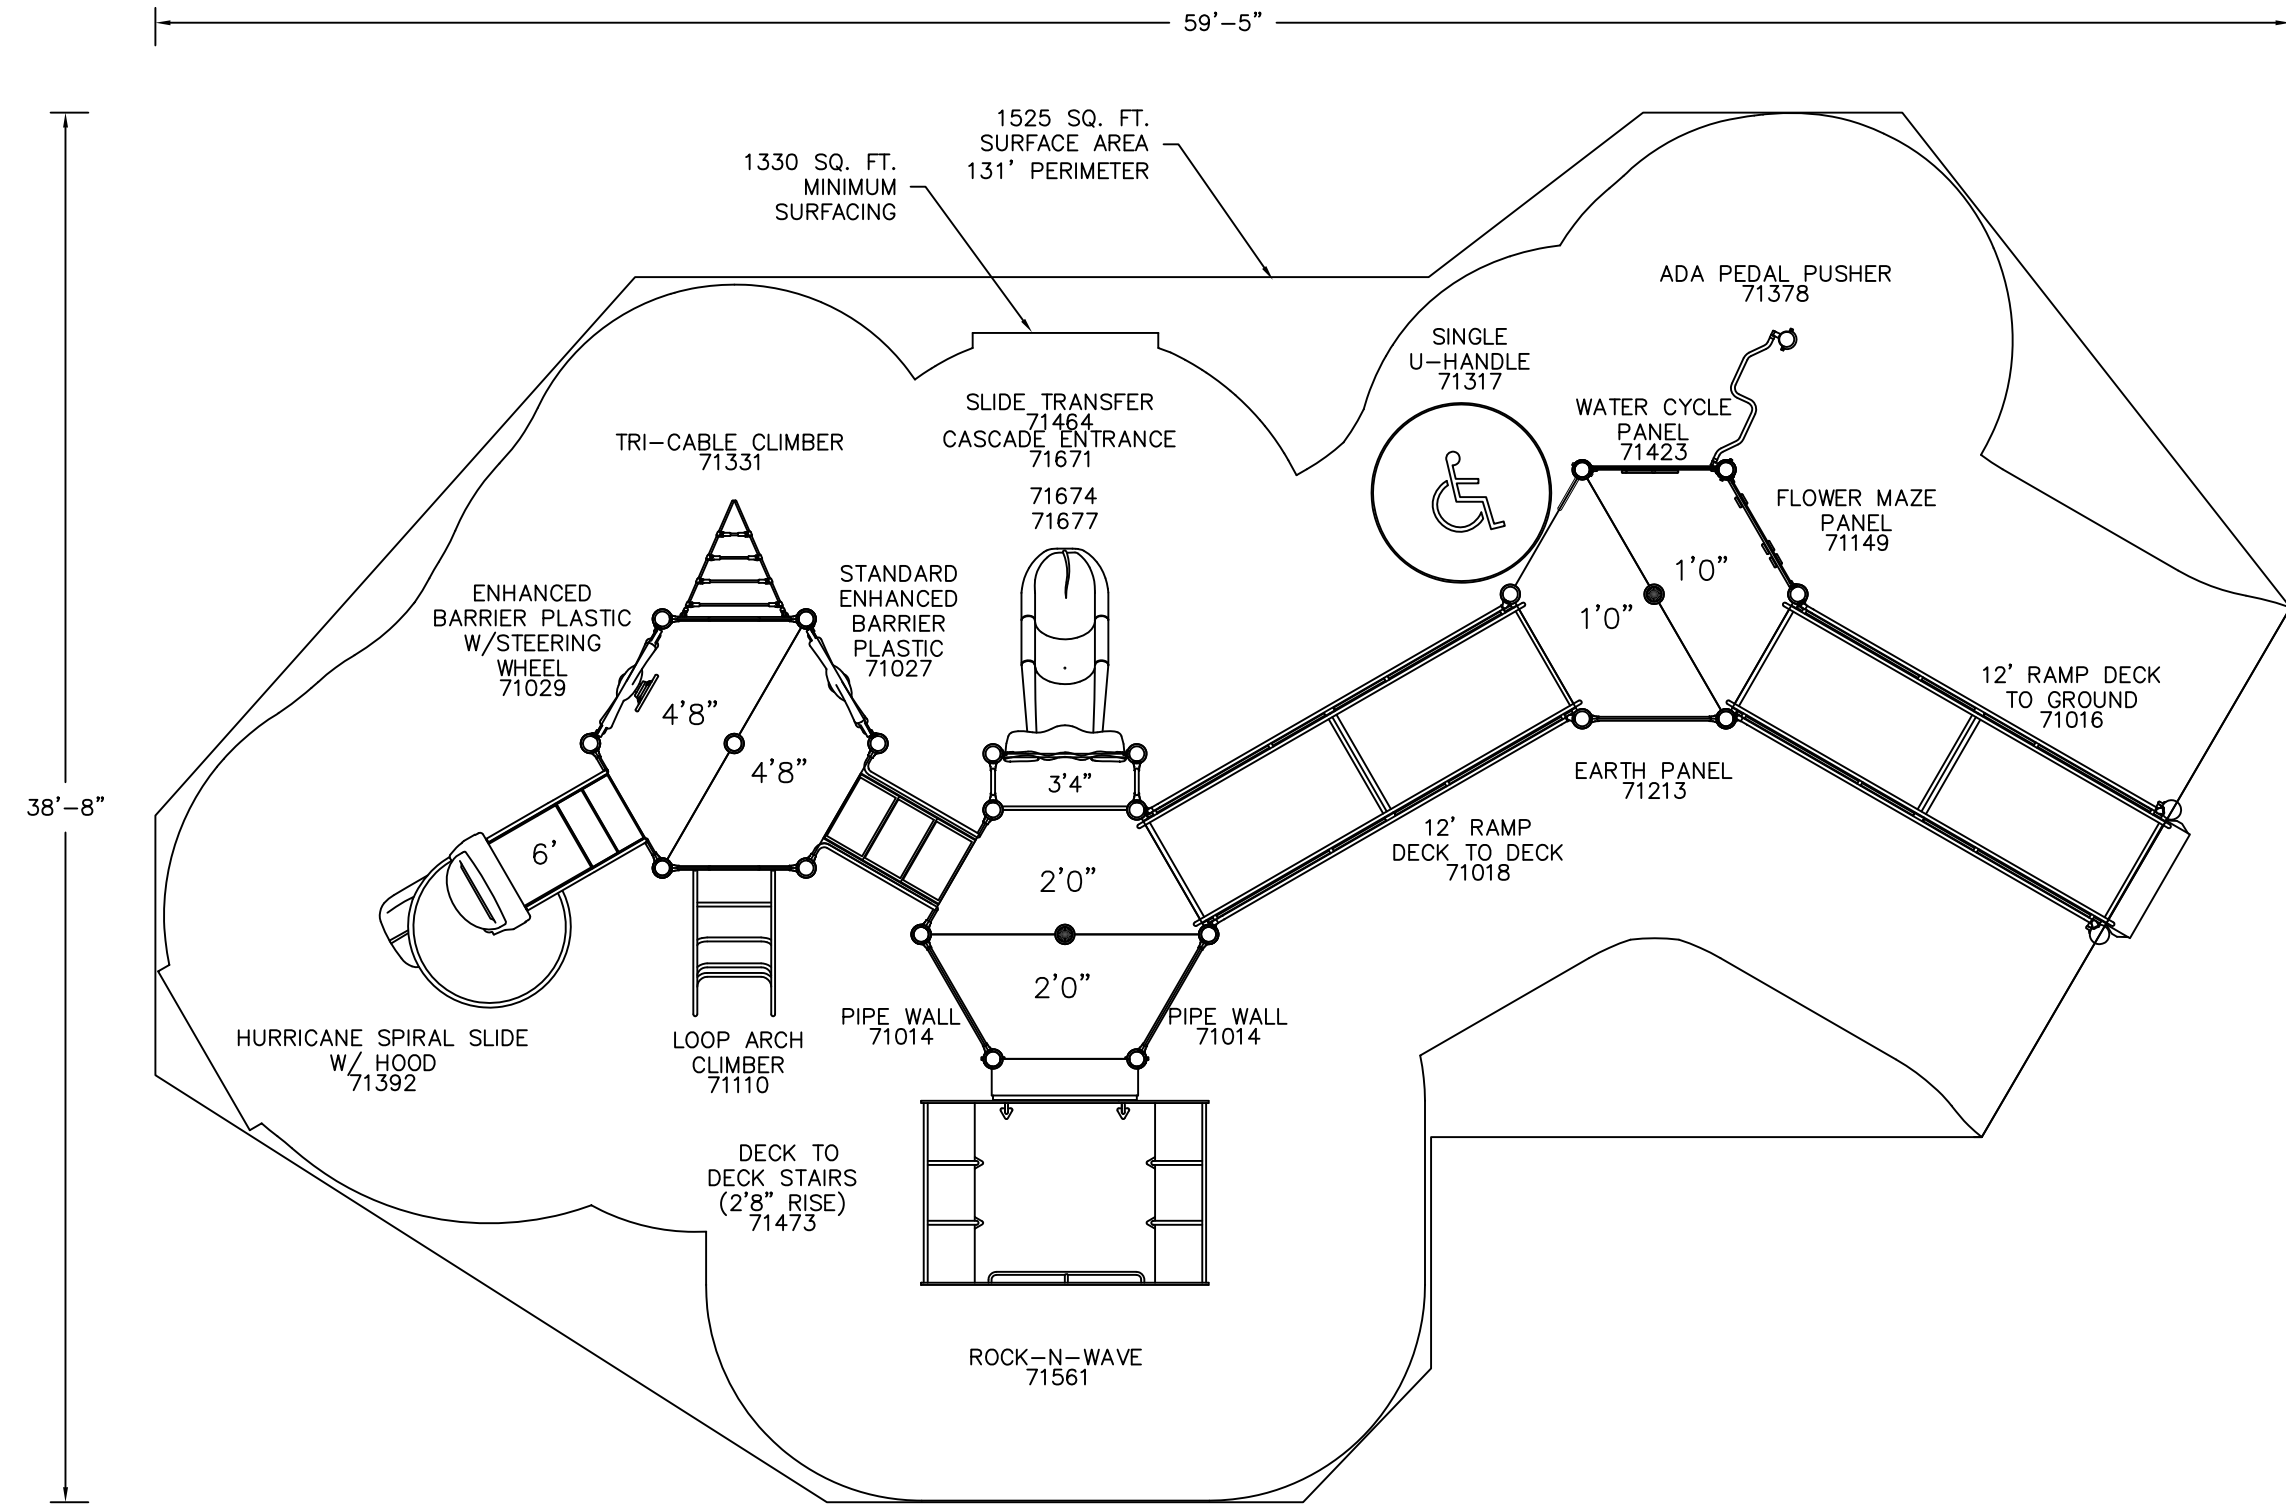 59'-5"
1525 SQ. FT.
SURFACE AREA
131' PERIMETER
1330 SQ. FT.
MINIMUM
SURFACING
ADA PEDAL PUSHER
71378
SINGLE
U-HANDLE
71317
SLIDE TRANSFER
71464
CASCADE ENTRANCE
71671
71674
71677
WATER CYCLE
PANEL
71423
TRI-CABLE CLIMBER
71331
FLOWER MAZE
PANEL
71149
STANDARD
ENHANCED
BARRIER
PLASTIC
71027
ENHANCED
BARRIER PLASTIC
W/STEERING
WHEEL
71029
1'0"
1'0"
12' RAMP DECK
TO GROUND
71016
4'8"
4'8"
3'4"
EARTH PANEL
71213
38'-8"
12' RAMP
DECK TO DECK
71018
6'
2'0"
2'0"
PIPE WALL
71014
PIPE WALL
71014
HURRICANE SPIRAL SLIDE
W/ HOOD
71392
LOOP ARCH
CLIMBER
71110
DECK TO
DECK STAIRS
(2'8" RISE)
71473
ROCK-N-WAVE
71561